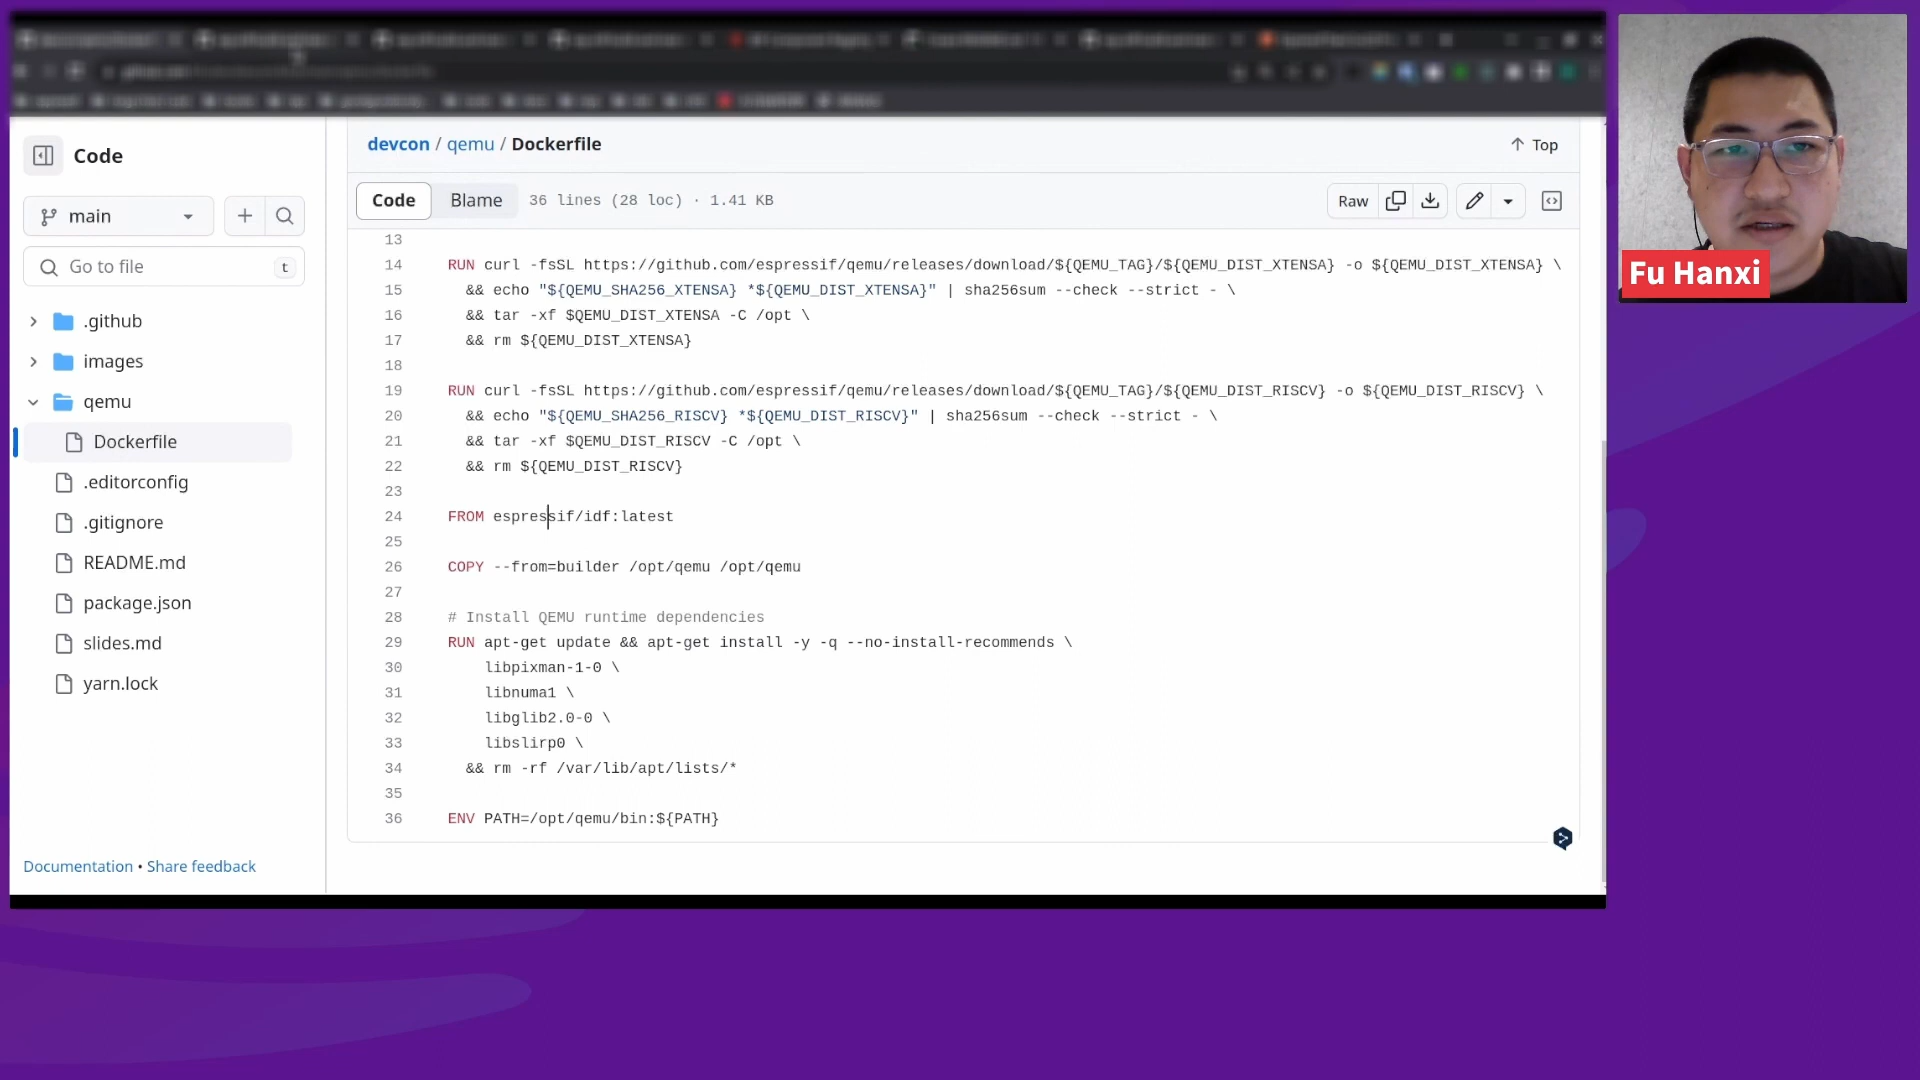 Code
main
Go to file
t
.github
images
qemu
Dockerfile
.editorconfig
.gitignore
README.md
package.json
slides.md
yarn.lock
Documentation • Share feedback
devcon / qemu / Dockerfile
Top
Code
Blame
36 lines (28 loc) · 1.41 KB
Raw
13
14 RUN curl -fsSL https://github.com/espressif/qemu/releases/download/${QEMU_TAG}/${QEMU_DIST_XTENSA} -o ${QEMU_DIST_XTENSA} \
15 && echo "${QEMU_SHA256_XTENSA} *${QEMU_DIST_XTENSA}" | sha256sum --check --strict - \
16 && tar -xf $QEMU_DIST_XTENSA -C /opt \
17 && rm ${QEMU_DIST_XTENSA}
18
19 RUN curl -fsSL https://github.com/espressif/qemu/releases/download/${QEMU_TAG}/${QEMU_DIST_RISCV} -o ${QEMU_DIST_RISCV} \
20 && echo "${QEMU_SHA256_RISCV} *${QEMU_DIST_RISCV}" | sha256sum --check --strict - \
21 && tar -xf $QEMU_DIST_RISCV -C /opt \
22 && rm ${QEMU_DIST_RISCV}
23
24 FROM espressif/idf:latest
25
26 COPY --from=builder /opt/qemu /opt/qemu
27
28 # Install QEMU runtime dependencies
29 RUN apt-get update && apt-get install -y -q --no-install-recommends \
30 libpixman-1-0 \
31 libnuma1 \
32 libglib2.0-0 \
33 libslirp0 \
34 && rm -rf /var/lib/apt/lists/*
35
36 ENV PATH=/opt/qemu/bin:${PATH}
Fu Hanxi